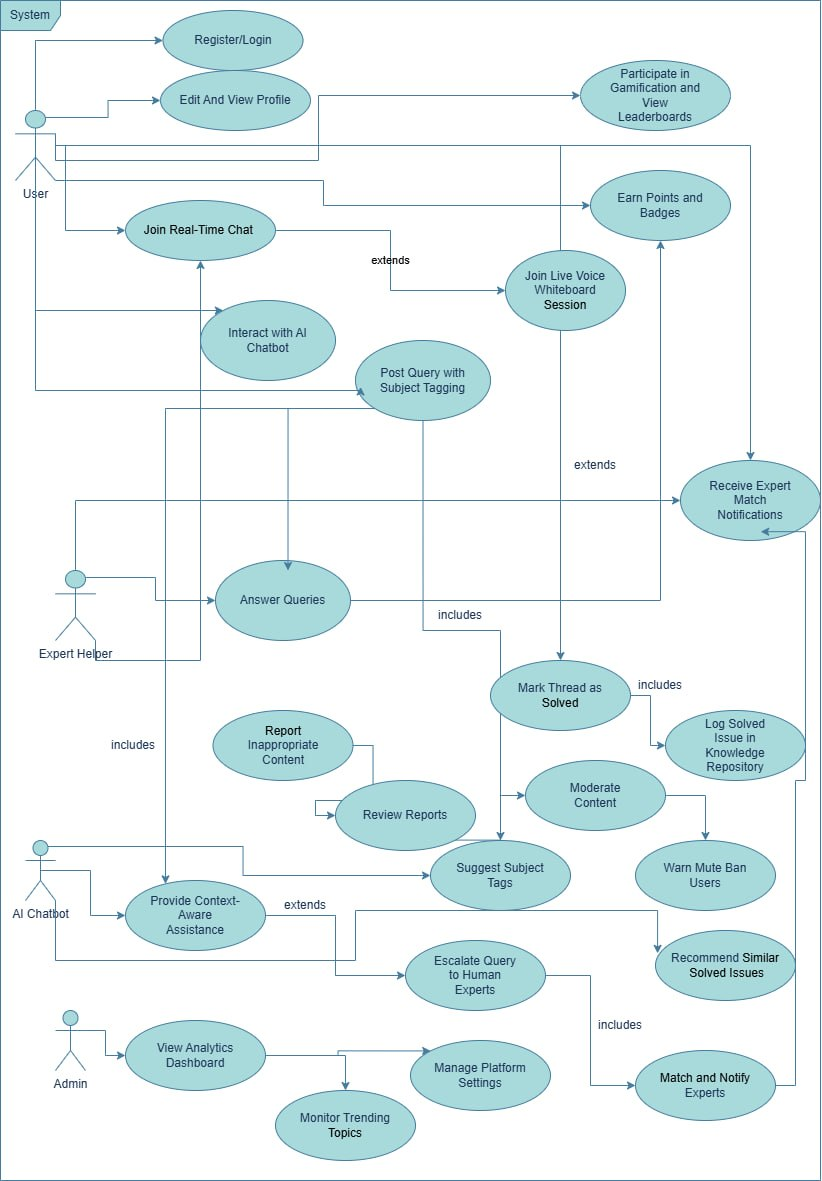 System
Register/Login
Edit And View Profile
Participate in
Gamification and
View
Leaderboards
User
Earn Points and
Badges
Join Real-Time Chat
extends
Join Live Voice
Whiteboard
Session
Interact with AI
Chatbot
Post Query with
Subject Tagging
extends
Receive Expert
Match
Notifications
Answer Queries
Expert Helper
includes
Mark Thread as
Solved
includes
Log Solved
Issue in
Knowledge
Repository
Report
Inappropriate
Content
includes
Moderate
Content
Review Reports
Suggest Subject
Tags
Warn Mute Ban
Users
AI Chatbot
Provide Context-
Aware
Assistance
extends
Escalate Query
to Human
Experts
Recommend Similar
Solved Issues
includes
Admin
View Analytics
Dashboard
Manage Platform
Settings
Match and Notify
Experts
Monitor Trending
Topics